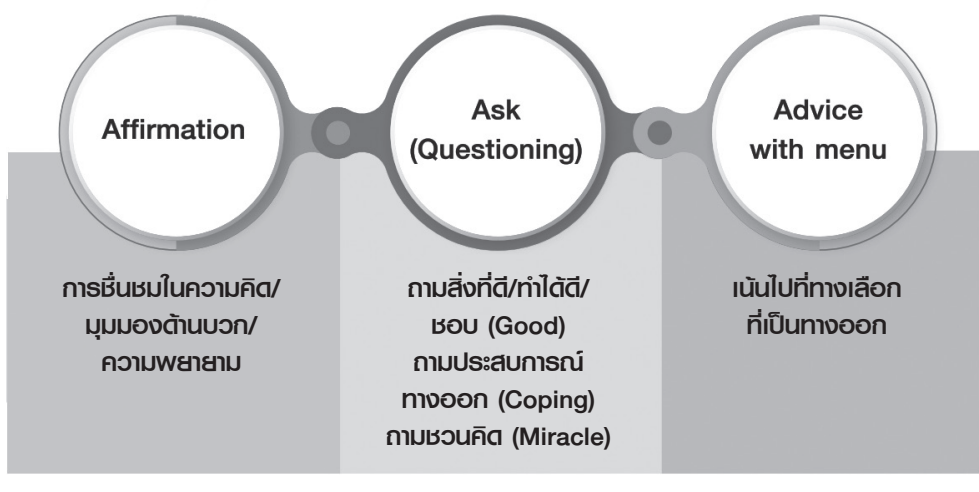 Affirmation
การชื่นชมในความคิด/
มุมมองด้านบวก/
ความพยายาม
Ask
(Questioning)
ถามสิ่งที่ดี/ทำได้ดี/
ชอบ (Good)
ถามประสบการณ์
ทางออก (Coping)
ถามชวนคิด (Miracle)
Advice
with menu
เน้นไปที่ทางเลือก
ที่เป็นทางออก